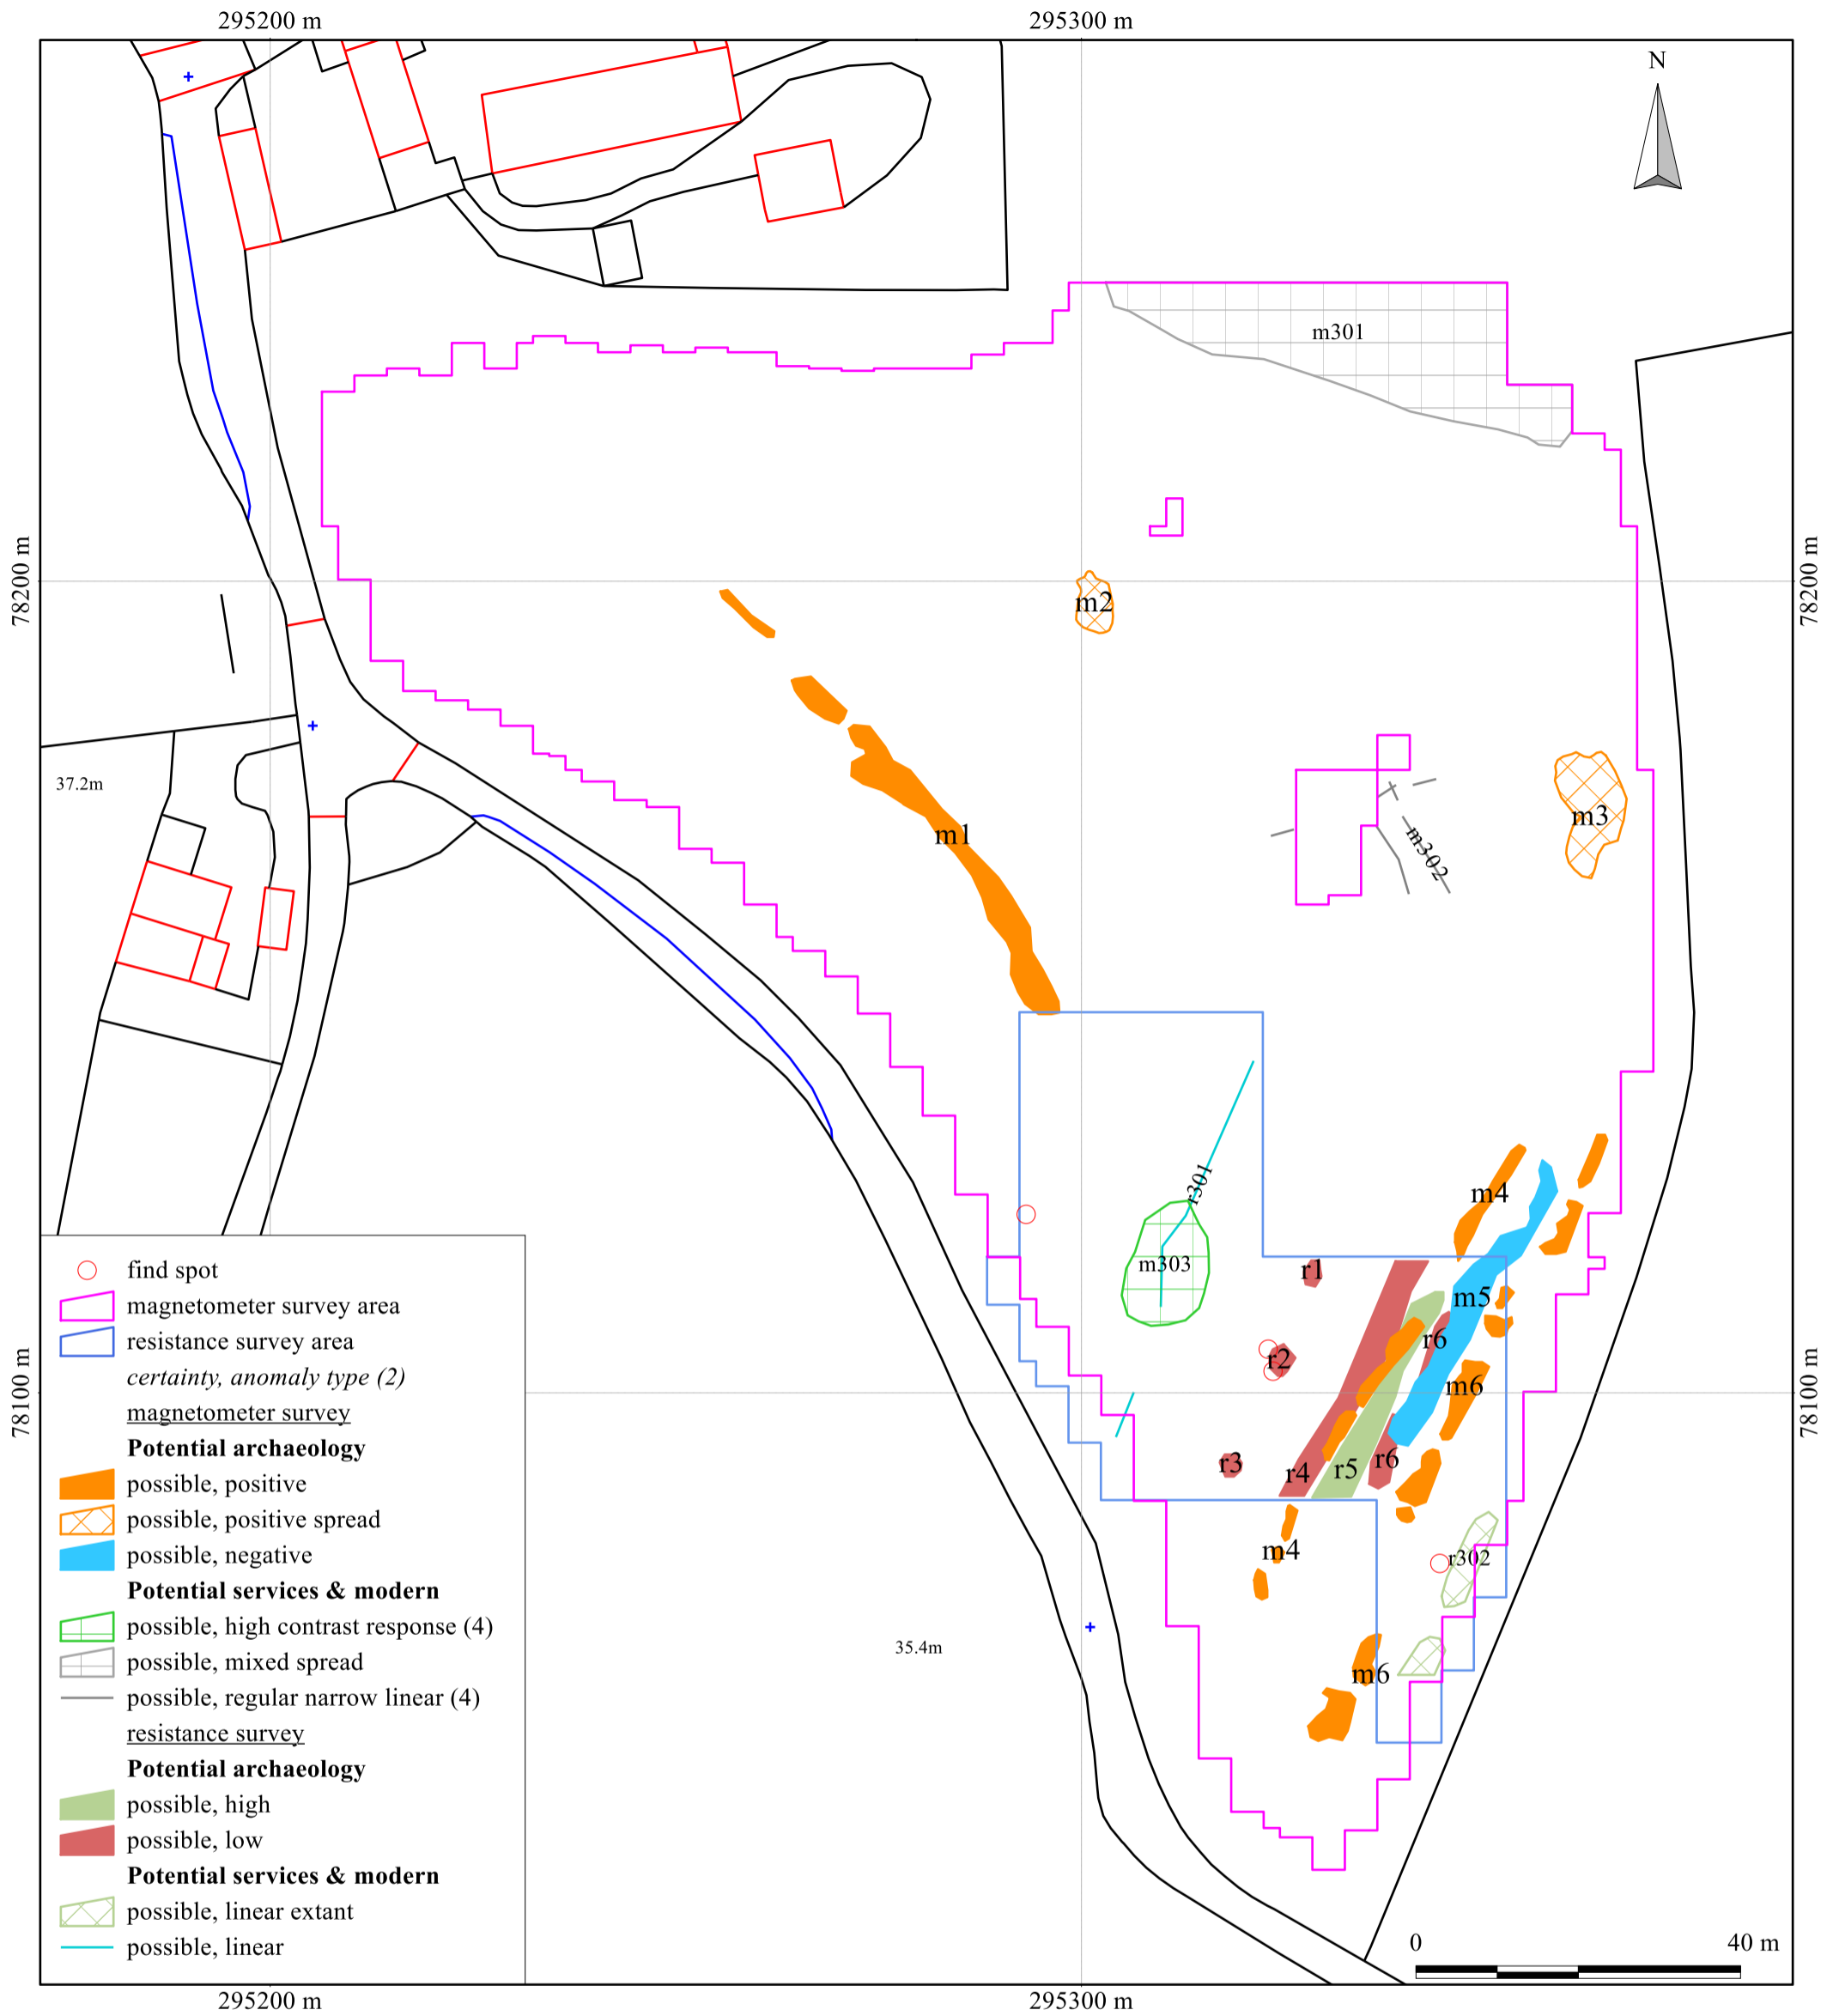 295200 m
295300 m
N
m301
78200 m
78200 m
m2
37.2m
m3
m1
m302
m4
r301
m303
r1
m5
r6
r2
m6
78100 m
78100 m
r3
r4
r5
r6
m4
r302
35.4m
m6
find spot
magnetometer survey area
resistance survey area
certainty, anomaly type (2)
magnetometer survey
Potential archaeology
possible, positive
possible, positive spread
possible, negative
Potential services & modern
possible, high contrast response (4)
possible, mixed spread
possible, regular narrow linear (4)
resistance survey
Potential archaeology
possible, high
possible, low
Potential services & modern
possible, linear extant
possible, linear
0
40 m
295200 m
295300 m